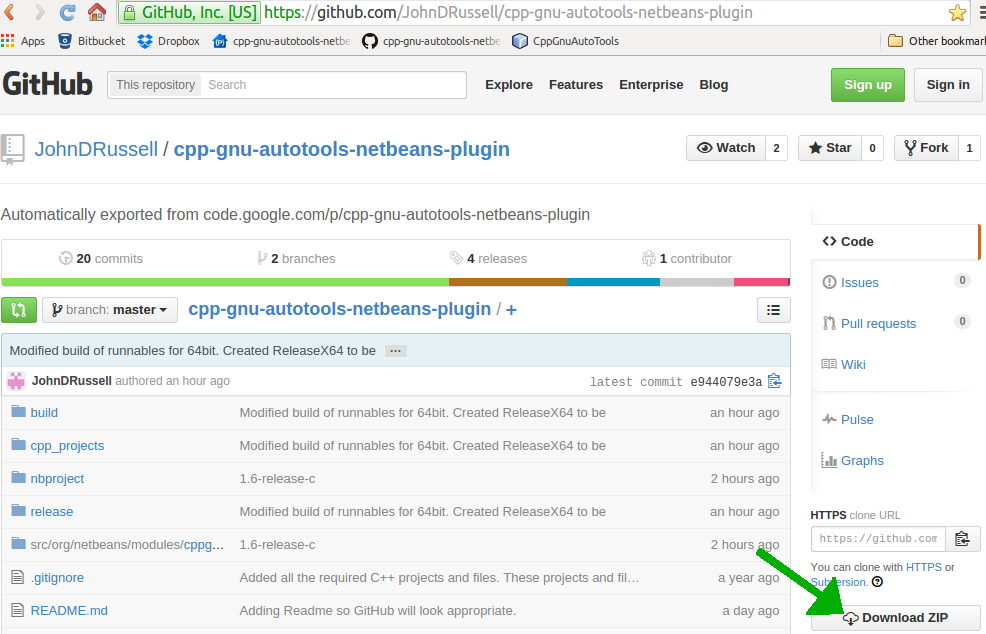 GitHub, Inc. [US] https://github.com/JohnDRussell/cpp-gnu-autotools-netbeans-plugin
Apps Bitbucket Dropbox cpp-gnu-autotools-netbe cpp-gnu-autotools-netbe CppGnuAutoTools Other bookmar
GitHub This repository Search Explore Features Enterprise Blog Sign up Sign in
JohnDRussell / cpp-gnu-autotools-netbeans-plugin Watch 2 Star 0 Fork 1
Automatically exported from code.google.com/p/cpp-gnu-autotools-netbeans-plugin
20 commits 2 branches 4 releases 1 contributor
branch: master cpp-gnu-autotools-netbeans-plugin / +
Modified build of runnables for 64bit. Created ReleaseX64 to be ...
JohnDRussell authored an hour ago latest commit e944079e3a
build Modified build of runnables for 64bit. Created ReleaseX64 to be an hour ago
cpp_projects Modified build of runnables for 64bit. Created ReleaseX64 to be an hour ago
nbproject 1.6-release-c 2 hours ago
release Modified build of runnables for 64bit. Created ReleaseX64 to be an hour ago
src/org/netbeans/modules/cppg... 1.6-release-c 2 hours ago
.gitignore Added all the required C++ projects and files. These projects and fil... a year ago
README.md Adding Readme so GitHub will look appropriate. a day ago
Code
Issues 0
Pull requests 0
Wiki
Pulse
Graphs
HTTPS clone URL
https://github.com
You can clone with HTTPS or
Subversion.
Download ZIP